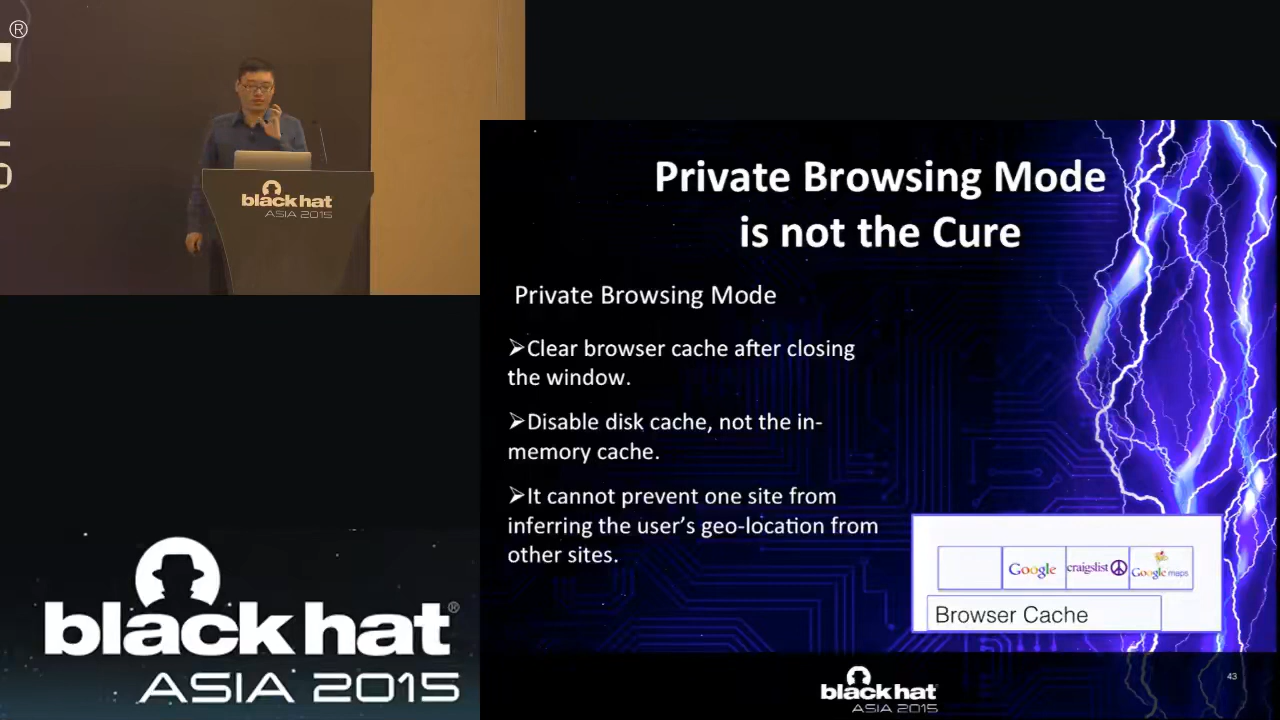 ®
black hat
ASIA 2015
Private Browsing Mode
is not the Cure
Private Browsing Mode
➢Clear browser cache after closing
the window.
➢Disable disk cache, not the in-
memory cache.
➢It cannot prevent one site from
inferring the user's geo-location from
other sites.
Google
craigslist
Google maps
Browser Cache
black hat®
ASIA 2015
black hat
ASIA 2015
43